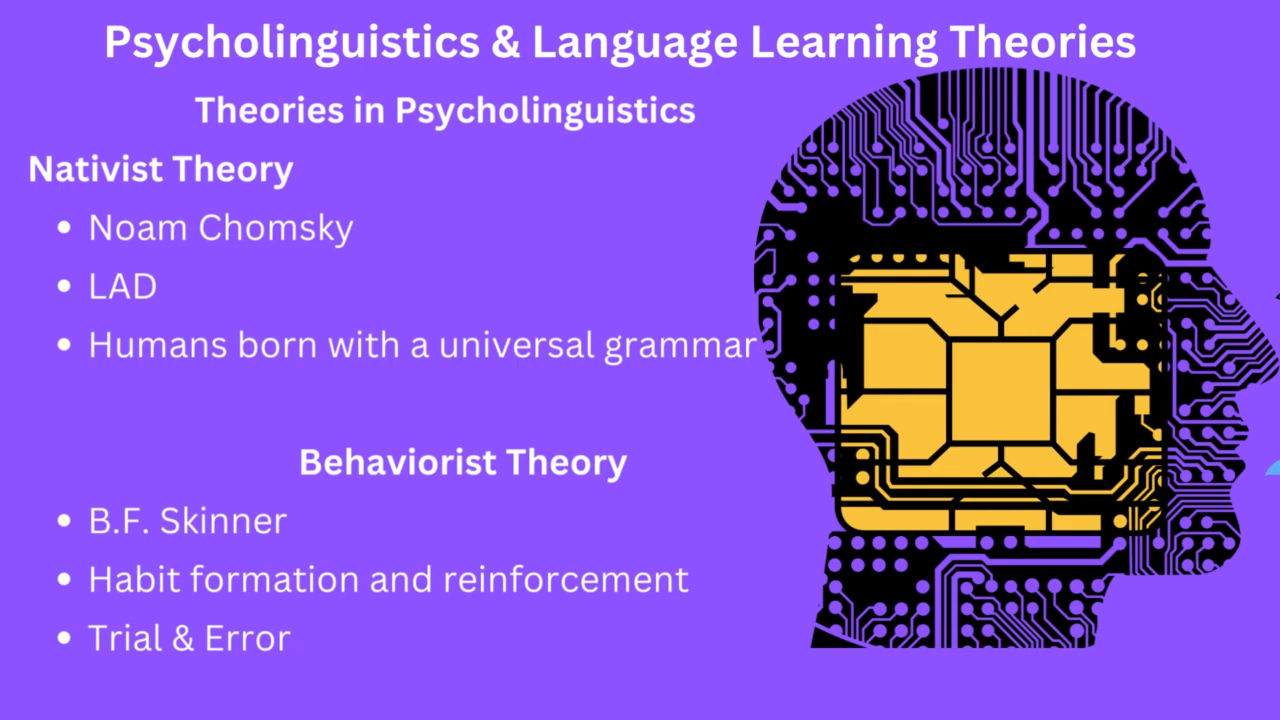 Psycholinguistics & Language Learning Theories
Theories in Psycholinguistics
Nativist Theory
• Noam Chomsky
• LAD
• Humans born with a universal grammar
Behaviorist Theory
• B.F. Skinner
• Habit formation and reinforcement
• Trial & Error